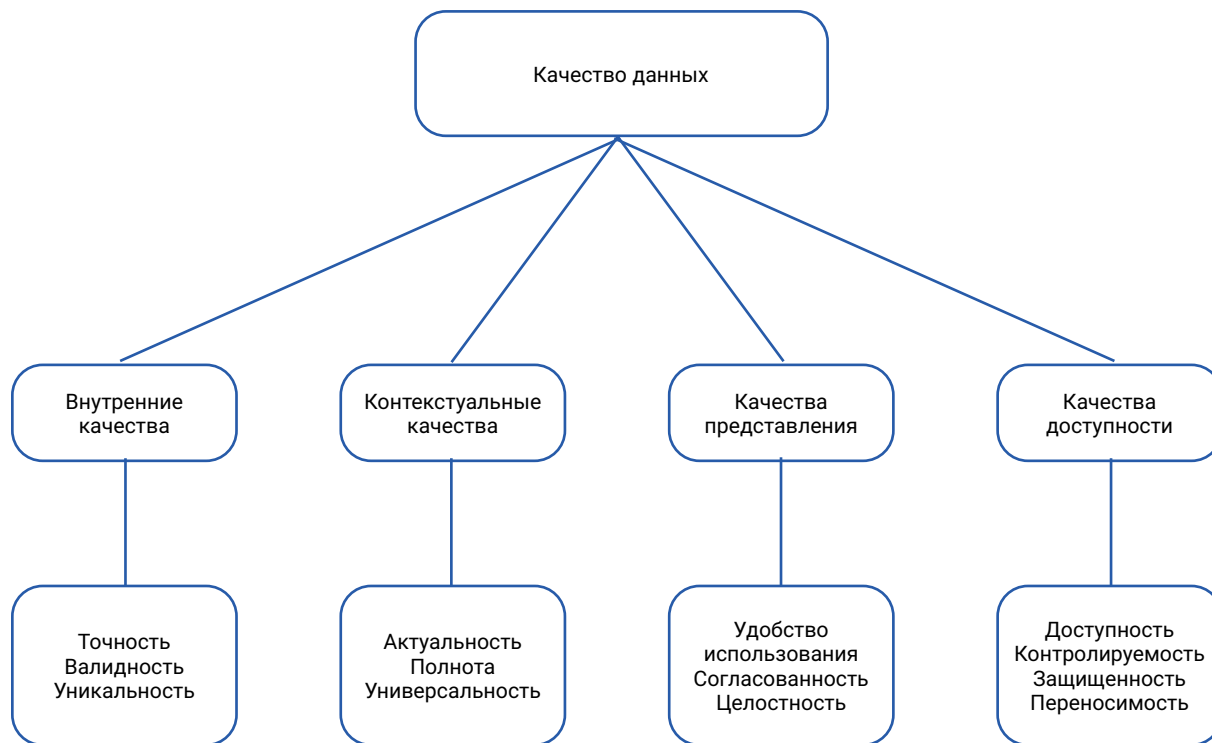 Качество данных
Внутренние
качества
Контекстуальные
качества
Качества
представления
Качества
доступности
Точность
Валидность
Уникальность
Актуальность
Полнота
Универсальность
Удобство
использования
Согласованность
Целостность
Доступность
Контролируемость
Защищенность
Переносимость